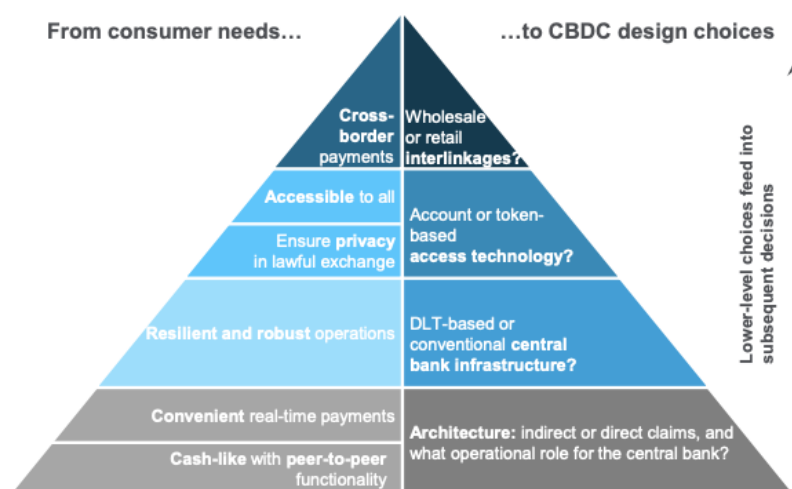 From consumer needs…
…to CBDC design choices
Cross-
border
payments
Wholesale
or retail
interlinkages?
Accessible to all
Ensure privacy
in lawful exchange
Account or token-
based
access technology?
Resilient and robust operations
DLT-based or
conventional central
bank infrastructure?
Convenient real-time payments
Cash-like with peer-to-peer
functionality
Architecture: indirect or direct claims, and
what operational role for the central bank?
Lower-level choices feed into
subsequent decisions